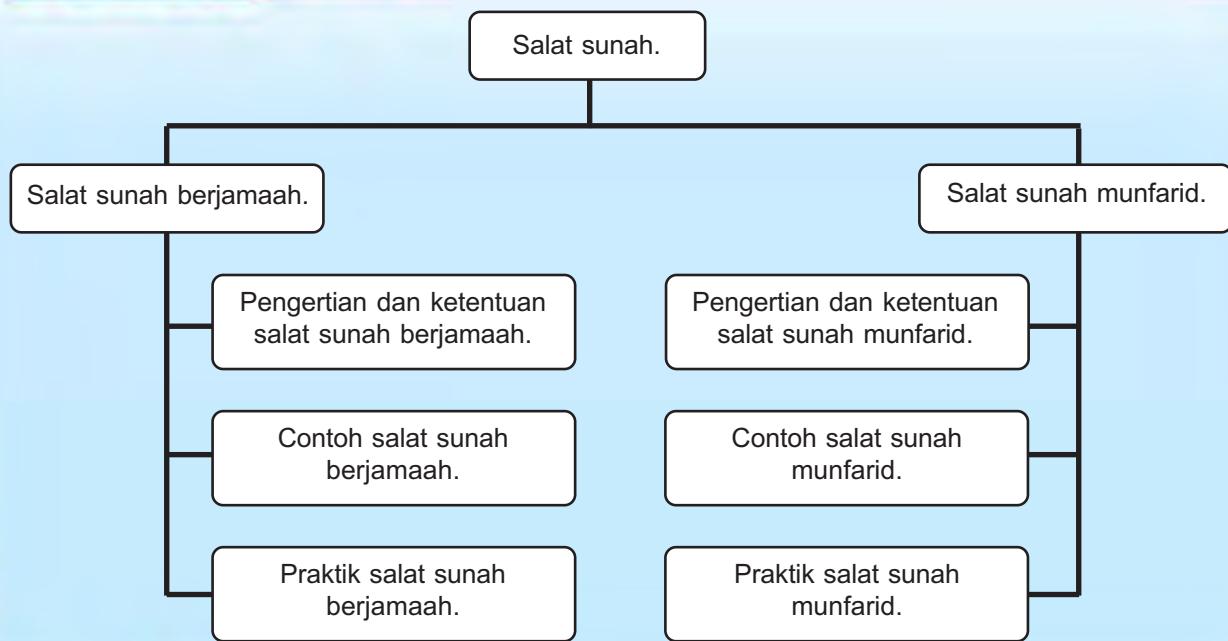 Salat sunah.
Salat sunah berjamaah.
Salat sunah munfarid.
Pengertian dan ketentuan
salat sunah berjamaah.
Pengertian dan ketentuan
salat sunah munfarid.
Contoh salat sunah
berjamaah.
Contoh salat sunah
munfarid.
Praktik salat sunah
berjamaah.
Praktik salat sunah
munfarid.